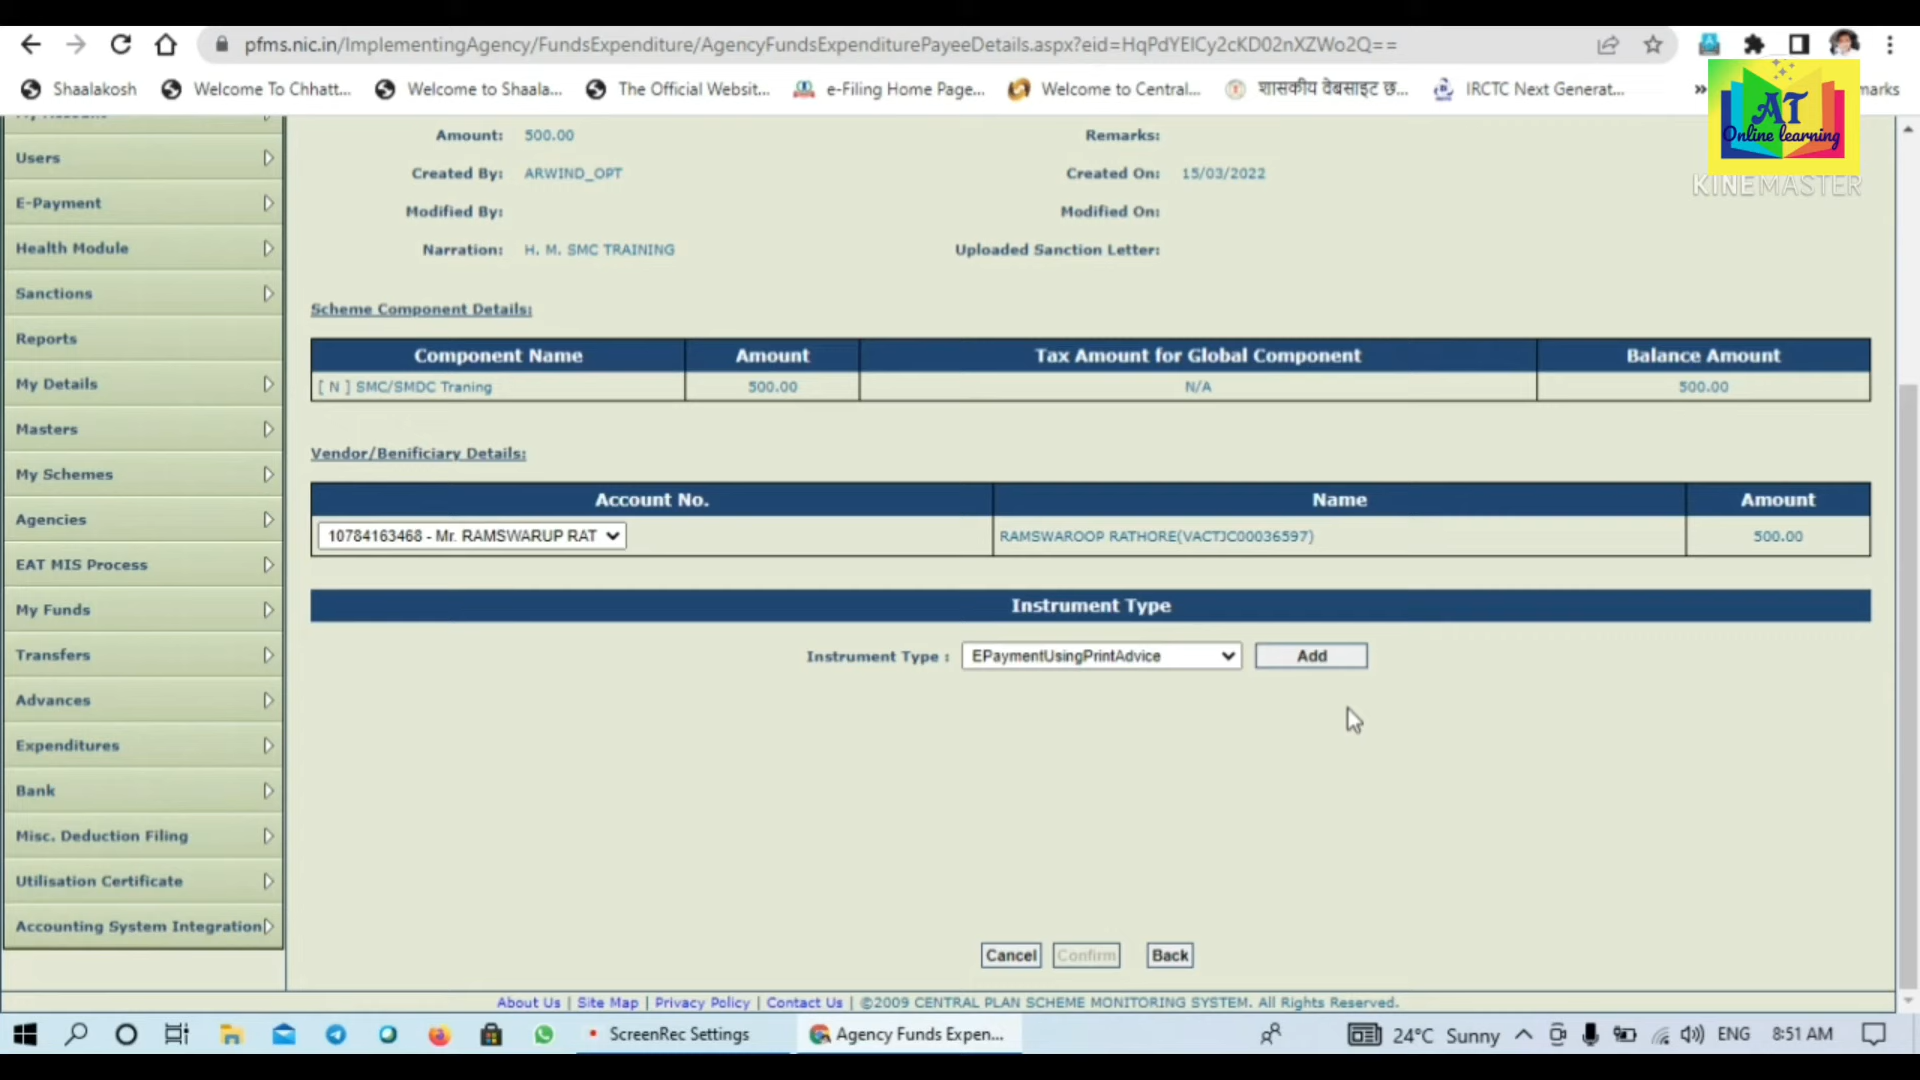 pfms.nic.in/ImplementingAgency/FundsExpenditure/AgencyFundsExpenditurePayeeDetails.aspx?eid=HqPdYElCy2cKD02nXZWo2Q==
Shaalakosh Welcome To Chhatt... Welcome to Shaala... The Official Websit... e-Filing Home Page... Welcome to Central... शासकीय वेबसाइट छ... IRCTC Next Generat... » marks
AT
Online learning
KINEMASTER
Users
E-Payment
Health Module
Sanctions
Reports
My Details
Masters
My Schemes
Agencies
EAT MIS Process
My Funds
Transfers
Advances
Expenditures
Bank
Misc. Deduction Filing
Utilisation Certificate
Accounting System Integration
Amount: 500.00 Remarks:
Created By: ARWIND_OPT Created On: 15/03/2022
Modified By: Modified On:
Narration: H. M. SMC TRAINING Uploaded Sanction Letter:
Scheme Component Details:
Component Name Amount Tax Amount for Global Component Balance Amount
[ N ] SMC/SMDC Traning 500.00 N/A 500.00
Vendor/Benificiary Details:
Account No. Name Amount
10784163468 - Mr. RAMSWARUP RAT RAMSWAROOP RATHORE(VACTJC00036597) 500.00
Instrument Type
Instrument Type : EPaymentUsingPrintAdvice Add
Cancel Confirm Back
About Us | Site Map | Privacy Policy | Contact Us | ©2009 CENTRAL PLAN SCHEME MONITORING SYSTEM. All Rights Reserved.
ScreenRec Settings Agency Funds Expen... 24°C Sunny ENG 8:51 AM